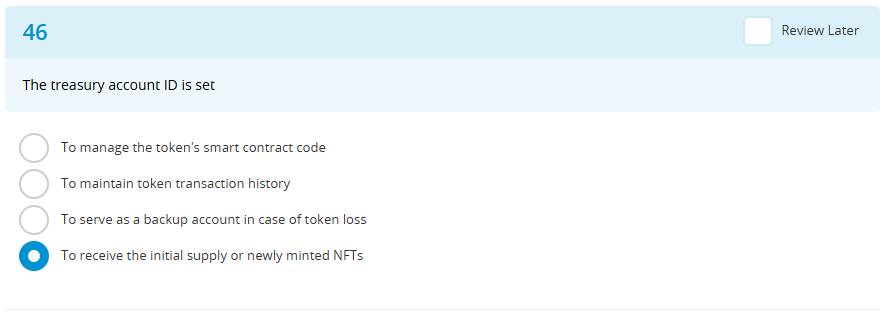 46
Review Later
The treasury account ID is set
To manage the token's smart contract code
To maintain token transaction history
To serve as a backup account in case of token loss
To receive the initial supply or newly minted NFTs